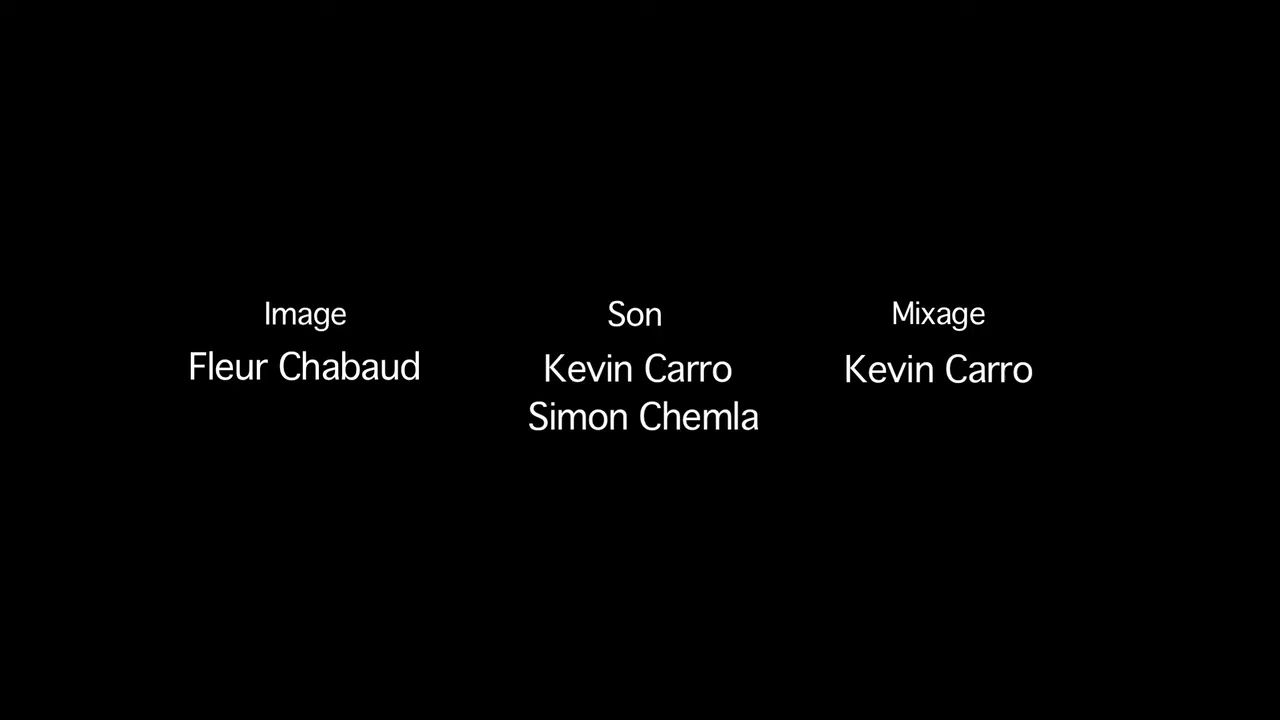 Image
Fleur Chabaud
Son
Kevin Carro
Simon Chemla
Mixage
Kevin Carro